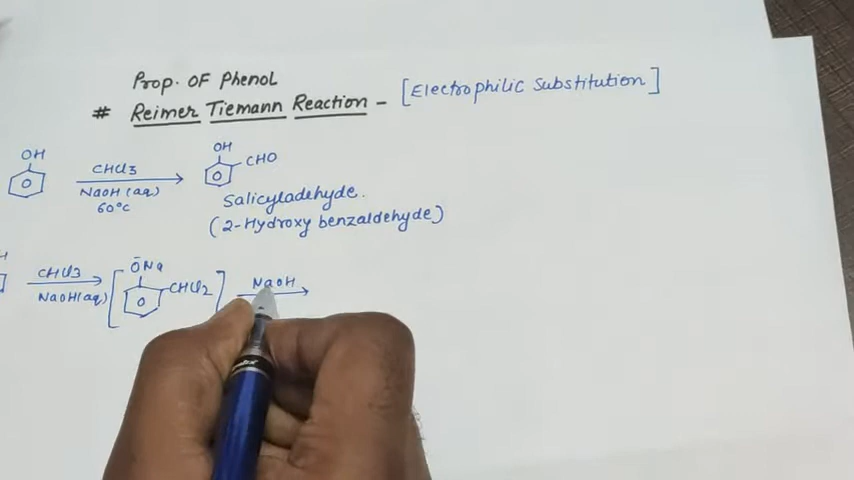 Prop. OF Phenol
# Reimer Tiemann Reaction - [Electrophilic Substitution]
OH
CHCl3
NaOH (aq)
60°C
OH
CHO
Salicyladehyde.
(2-Hydroxy benzaldehyde)
H
CHCl3
NaOH(aq)
ŌNa
CHCl2
NaOH